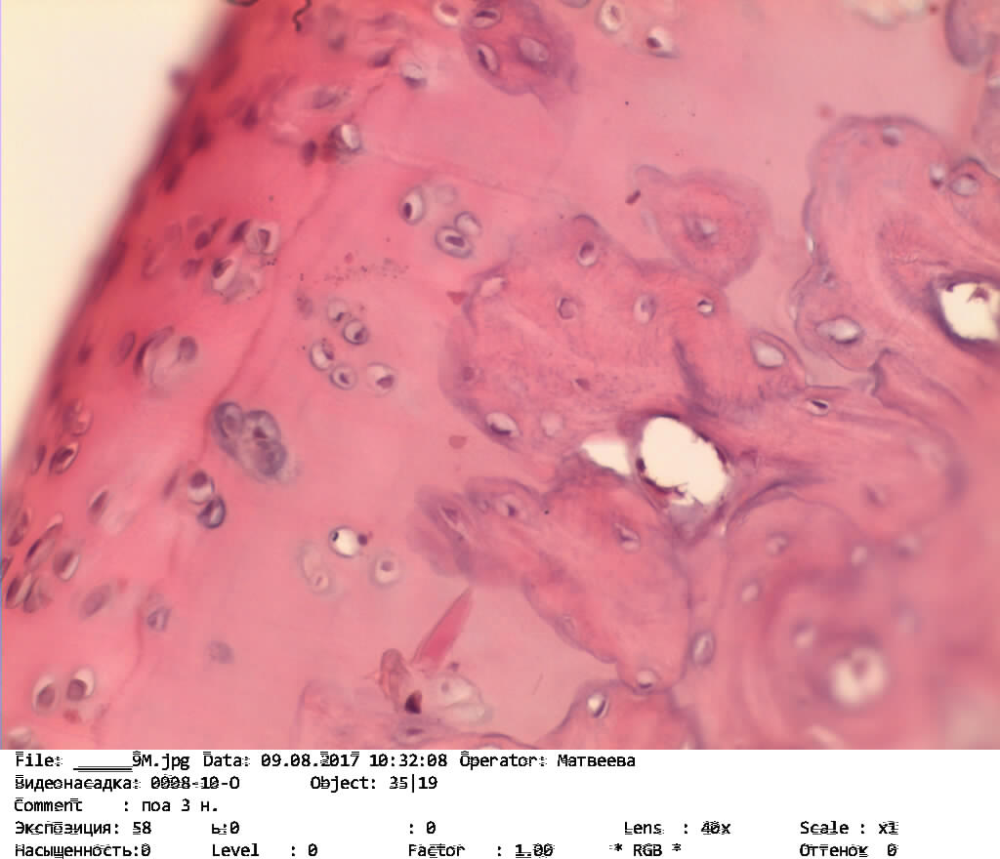 File: ______9M.jpg Data: 09.08.2017 10:32:08 Operator: Матвеева
Видеонасадка: 0008-10-0 Object: 35|19
Comment : поа 3 н.
Экспозиция: 58 ь:0 : 0 Lens : 40x Scale : x1
Насыщенность:0 Level : 0 Factor : 1.00 * RGB * Оттенок 0